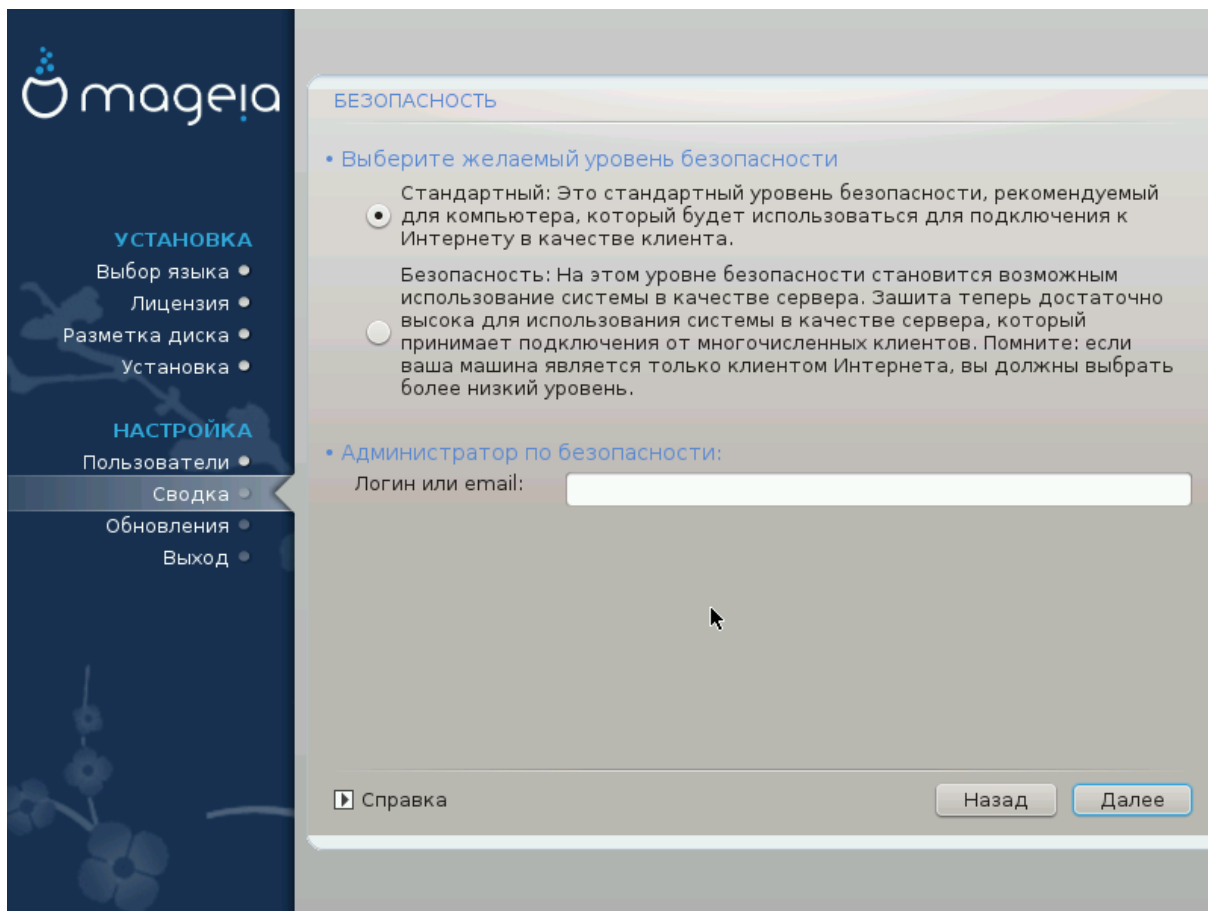 mageia
УСТАНОВКА
Выбор языка
Лицензия
Разметка диска
Установка
НАСТРОЙКА
Пользователи
Сводка
Обновления
Выход
БЕЗОПАСНОСТЬ
• Выберите желаемый уровень безопасности
Стандартный: Это стандартный уровень безопасности, рекомендуемый
для компьютера, который будет использоваться для подключения к
Интернету в качестве клиента.
Безопасность: На этом уровне безопасности становится возможным
использование системы в качестве сервера. Зашита теперь достаточно
высока для использования системы в качестве сервера, который
принимает подключения от многочисленных клиентов. Помните: если
ваша машина является только клиентом Интернета, вы должны выбрать
более низкий уровень.
• Администратор по безопасности:
Логин или email:
Справка
Назад
Далее